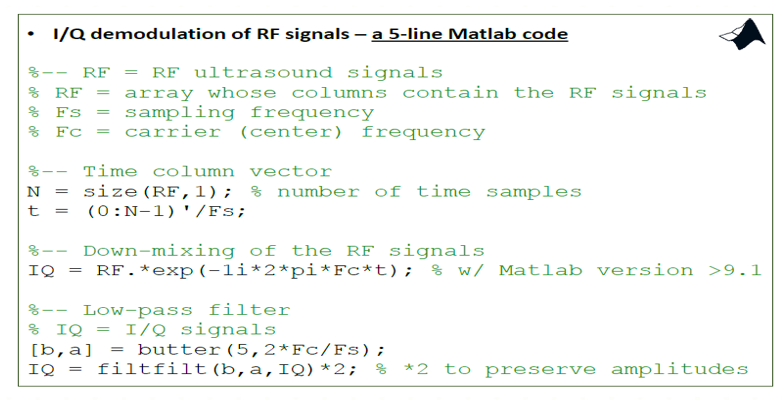 • I/Q demodulation of RF signals – a 5-line Matlab code
%-- RF = RF ultrasound signals
% RF = array whose columns contain the RF signals
% Fs = sampling frequency
% Fc = carrier (center) frequency
%-- Time column vector
N = size(RF,1); % number of time samples
t = (0:N-1)'/Fs;
%-- Down-mixing of the RF signals
IQ = RF.*exp(-1i*2*pi*Fc*t); % w/ Matlab version >9.1
%-- Low-pass filter
% IQ = I/Q signals
[b,a] = butter(5,2*Fc/Fs);
IQ = filtfilt(b,a,IQ)*2; % *2 to preserve amplitudes